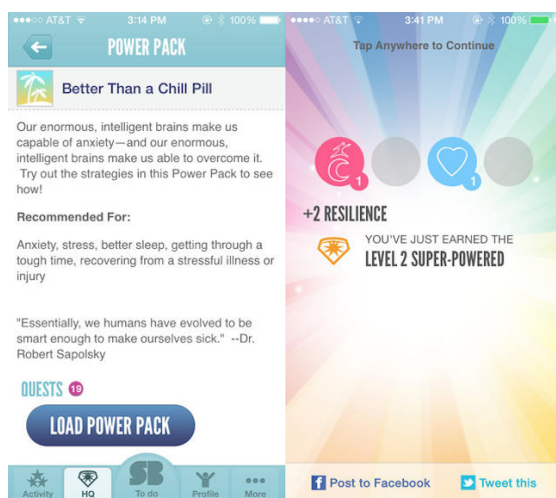 AT&T 3:14 PM 100%
POWER PACK
Better Than a Chill Pill
Our enormous, intelligent brains make us
capable of anxiety—and our enormous,
intelligent brains make us able to overcome it.
Try out the strategies in this Power Pack to see
how!
Recommended For:
Anxiety, stress, better sleep, getting through a
tough time, recovering from a stressful illness or
injury
"Essentially, we humans have evolved to be
smart enough to make ourselves sick." --Dr.
Robert Sapolsky
QUESTS 19
LOAD POWER PACK
SB
Activity HQ To do Profile More
AT&T 3:41 PM 100%
Tap Anywhere to Continue
1 1
+2 RESILIENCE
YOU'VE JUST EARNED THE
LEVEL 2 SUPER-POWERED
f Post to Facebook Tweet this